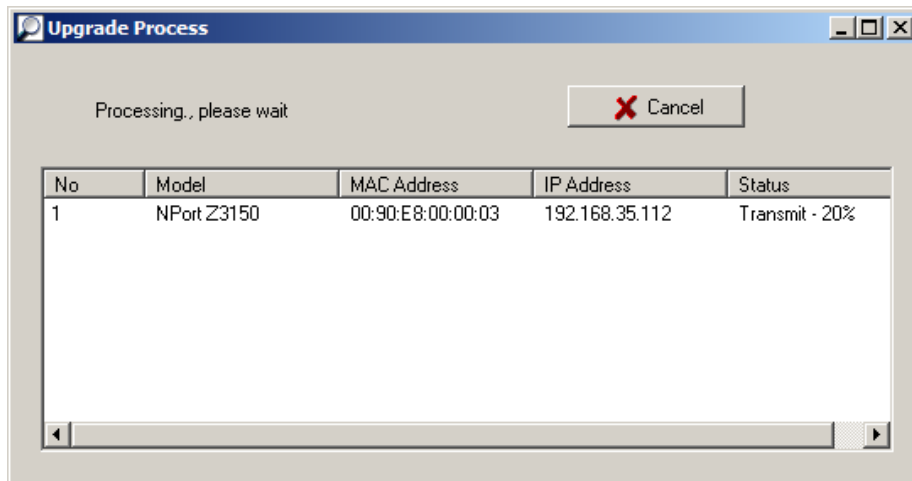 Upgrade Process
Processing., please wait
Cancel
No Model MAC Address IP Address Status
1 NPort Z3150 00:90:E8:00:00:03 192.168.35.112 Transmit - 20%